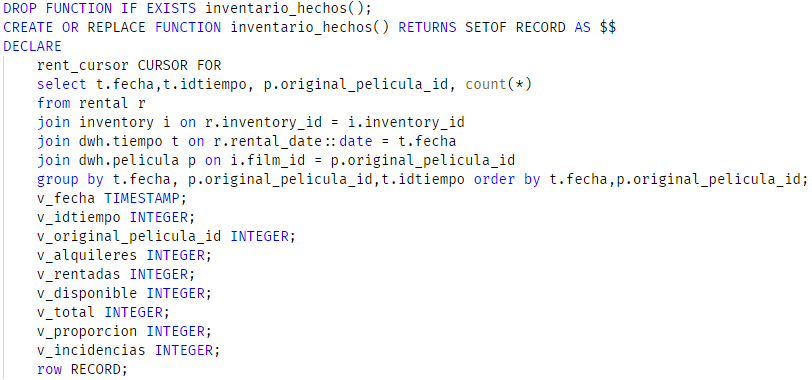 DROP FUNCTION IF EXISTS inventario_hechos();
CREATE OR REPLACE FUNCTION inventario_hechos() RETURNS SETOF RECORD AS $$
DECLARE
    rent_cursor CURSOR FOR
    select t.fecha,t.idtiempo, p.original_pelicula_id, count(*)
    from rental r
    join inventory i on r.inventory_id = i.inventory_id
    join dwh.tiempo t on r.rental_date::date = t.fecha
    join dwh.pelicula p on i.film_id = p.original_pelicula_id
    group by t.fecha, p.original_pelicula_id,t.idtiempo order by t.fecha,p.original_pelicula_id;
    v_fecha TIMESTAMP;
    v_idtiempo INTEGER;
    v_original_pelicula_id INTEGER;
    v_alquileres INTEGER;
    v_rentadas INTEGER;
    v_disponible INTEGER;
    v_total INTEGER;
    v_proporcion INTEGER;
    v_incidencias INTEGER;
    row RECORD;